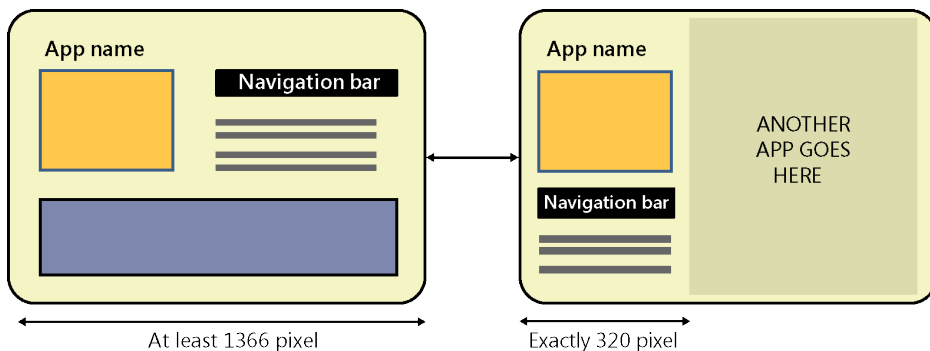 App name
Navigation bar
At least 1366 pixel
App name
Navigation bar
ANOTHER
APP GOES
HERE
Exactly 320 pixel